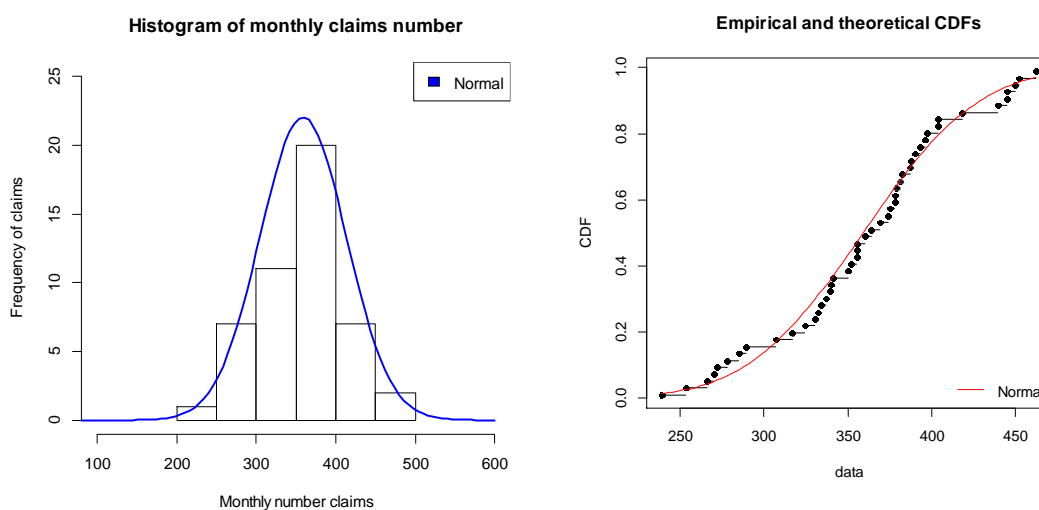 Histogram of monthly claims number
Normal
Frequency of claims
25
20
15
10
5
0
100 200 300 400 500 600
Monthly number claims
Empirical and theoretical CDFs
CDF
1.0
0.8
0.6
0.4
0.2
0.0
Norma
250 300 350 400 450
data